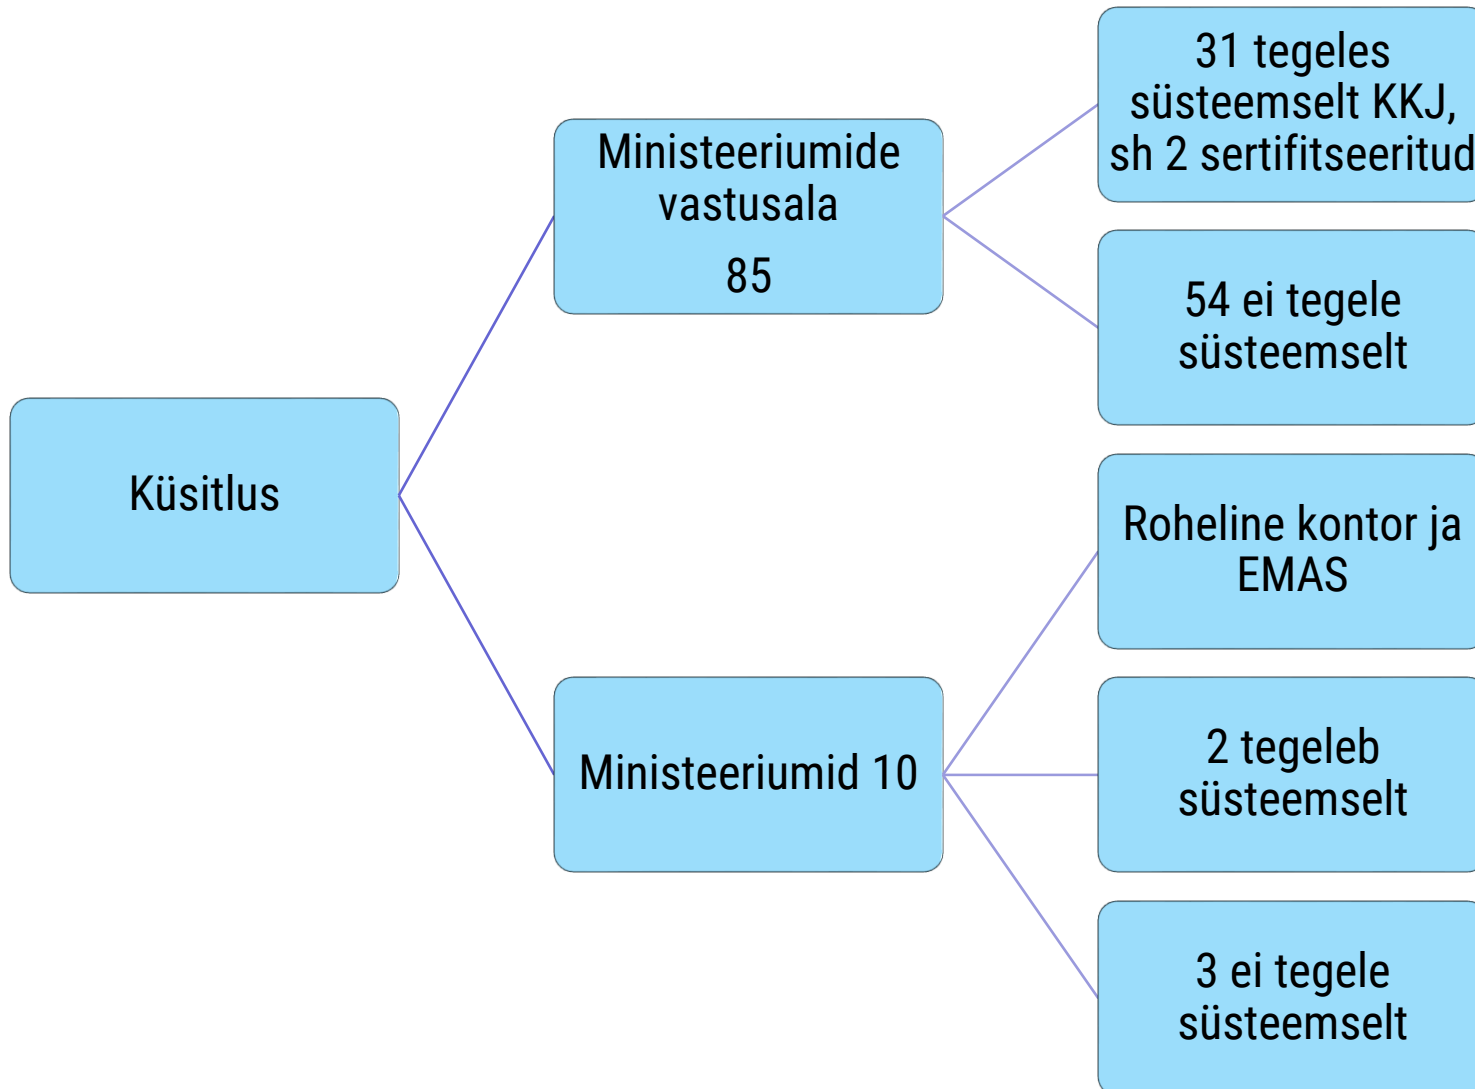 Küsitlus
Ministeeriumide
vastusala
85
31 tegeles
süsteemselt KKJ,
sh 2 sertifitseeritud
54 ei tegele
süsteemselt
Ministeeriumid 10
Roheline kontor ja
EMAS
2 tegeleb
süsteemselt
3 ei tegele
süsteemselt